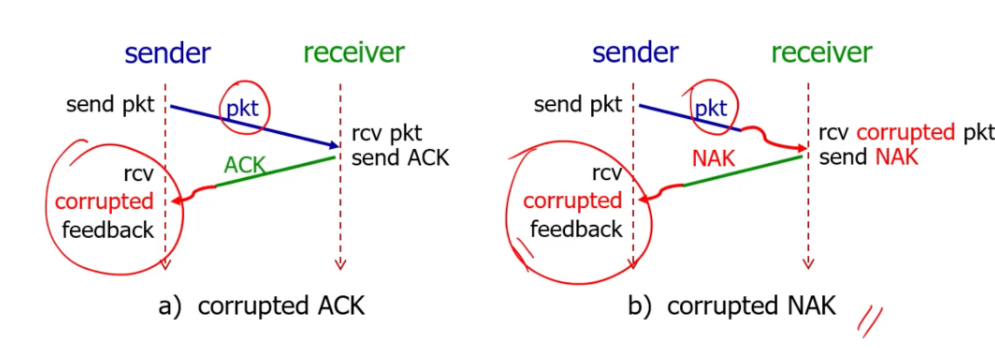 sender receiver
send pkt
pkt
rcv pkt
send ACK
ACK
rcv
corrupted
feedback
a) corrupted ACK
sender receiver
send pkt
pkt
rcv corrupted pkt
send NAK
NAK
rcv
corrupted
feedback
b) corrupted NAK